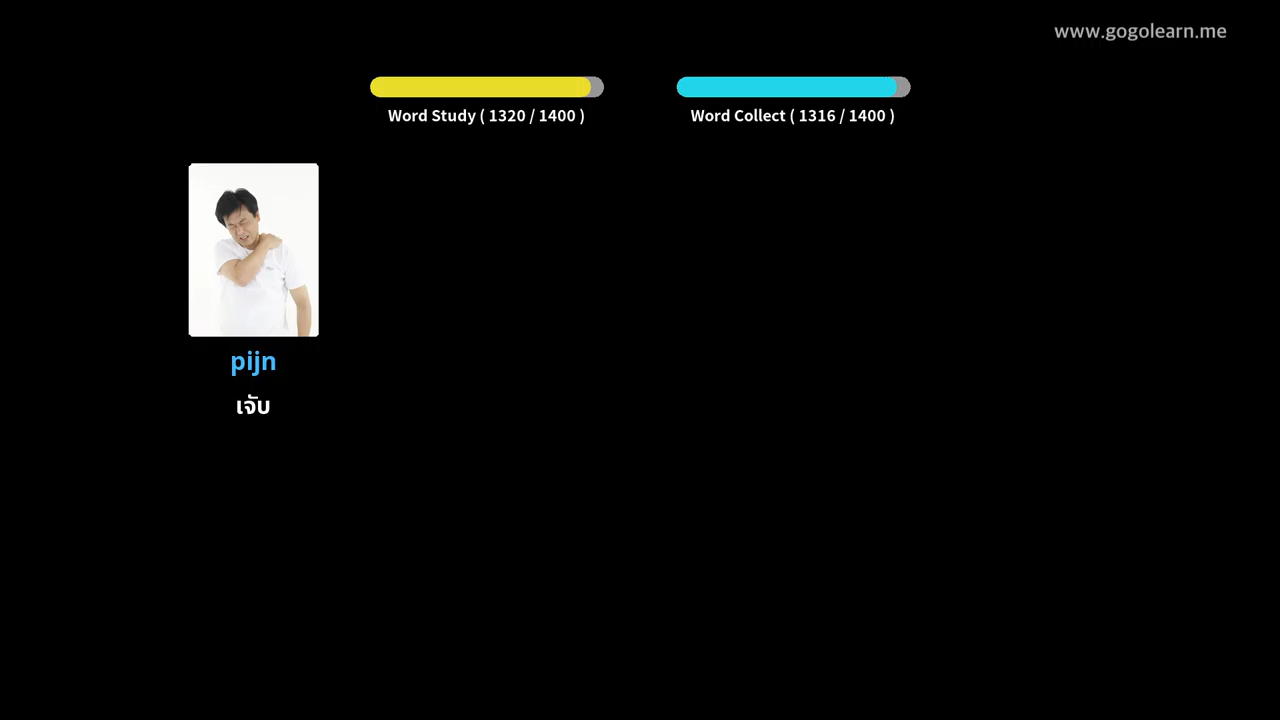 www.gogolearn.me
Word Study ( 1320 / 1400 )
Word Collect ( 1316 / 1400 )
pijn
เจ็บ